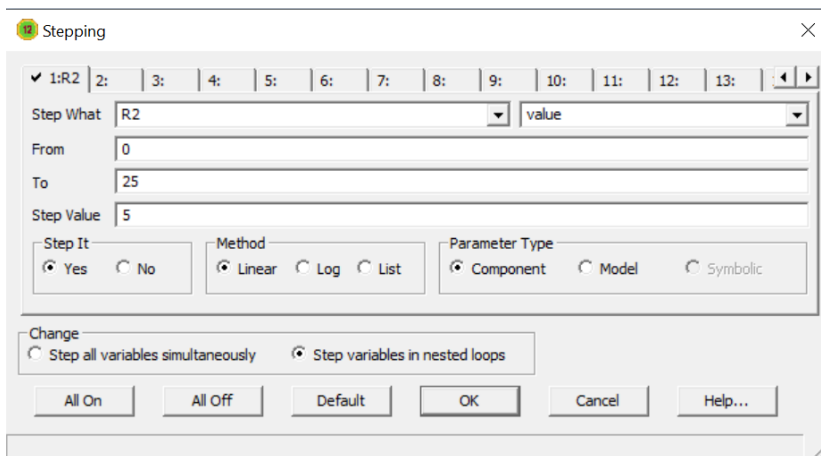 12 Stepping
1:R2 2: 3: 4: 5: 6: 7: 8: 9: 10: 11: 12: 13:
Step What R2 value
From 0
To 25
Step Value 5
Step It Method Parameter Type
Yes No Linear Log List Component Model Symbolic
Change
Step all variables simultaneously Step variables in nested loops
All On All Off Default OK Cancel Help...